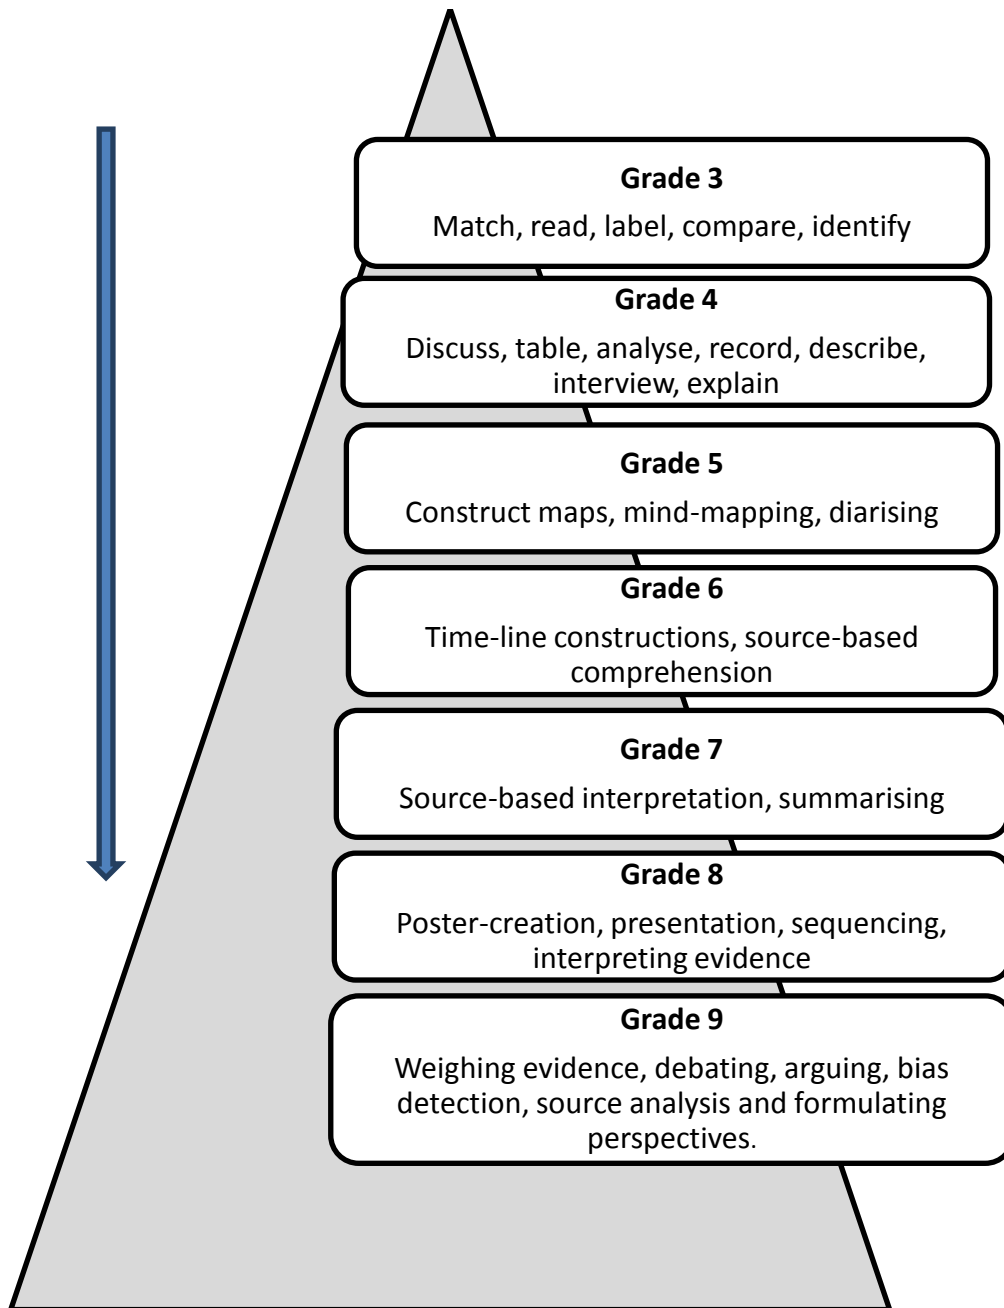 Grade 3
Match, read, label, compare, identify
Grade 4
Discuss, table, analyse, record, describe,
interview, explain
Grade 5
Construct maps, mind-mapping, diarising
Grade 6
Time-line constructions, source-based
comprehension
Grade 7
Source-based interpretation, summarising
Grade 8
Poster-creation, presentation, sequencing,
interpreting evidence
Grade 9
Weighing evidence, debating, arguing, bias
detection, source analysis and formulating
perspectives.